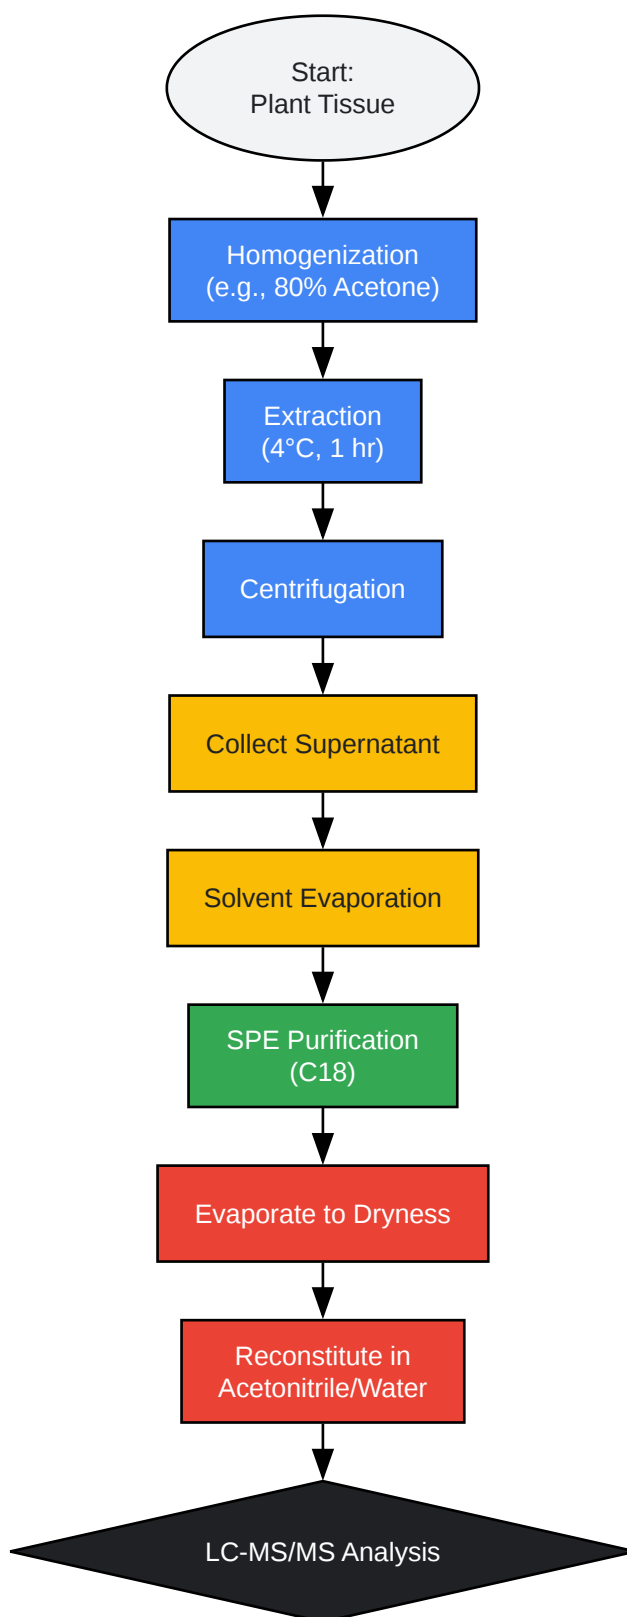 Start:
Plant Tissue
Homogenization
(e.g., 80% Acetone)
Extraction
(4°C, 1 hr)
Centrifugation
Collect Supernatant
Solvent Evaporation
SPE Purification
(C18)
Evaporate to Dryness
Reconstitute in
Acetonitrile/Water
LC-MS/MS Analysis